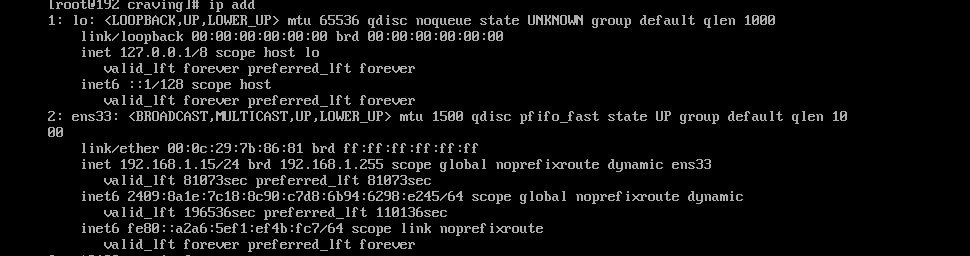 [root@192 craving]# ip add
1: lo: <LOOPBACK,UP,LOWER_UP> mtu 65536 qdisc noqueue state UNKNOWN group default qlen 1000
link/loopback 00:00:00:00:00:00 brd 00:00:00:00:00:00
inet 127.0.0.1/8 scope host lo
valid_lft forever preferred_lft forever
inet6 ::1/128 scope host
valid_lft forever preferred_lft forever
2: ens33: <BROADCAST,MULTICAST,UP,LOWER_UP> mtu 1500 qdisc pfifo_fast state UP group default qlen 10
00
link/ether 00:0c:29:7b:86:81 brd ff:ff:ff:ff:ff:ff
inet 192.168.1.15/24 brd 192.168.1.255 scope global noprefixroute dynamic ens33
valid_lft 81073sec preferred_lft 81073sec
inet6 2409:8a1e:7c18:8c90:c7d8:6b94:6298:e245/64 scope global noprefixroute dynamic
valid_lft 196536sec preferred_lft 110136sec
inet6 fe80::a2a6:5ef1:ef4b:fc7/64 scope link noprefixroute
valid_lft forever preferred_lft forever